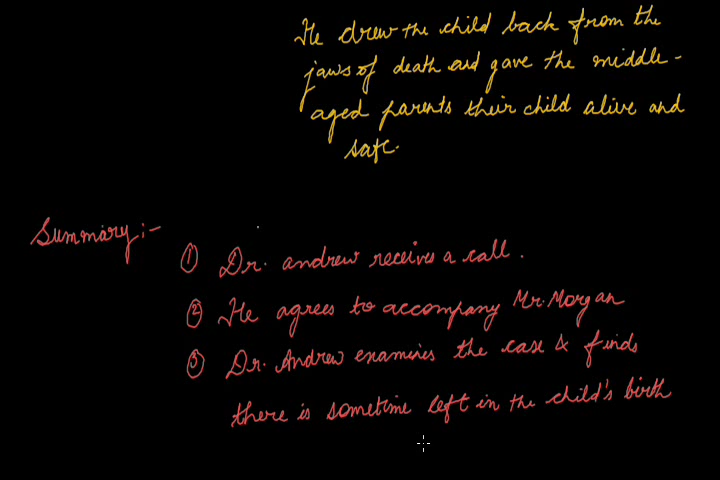 He drew the child back from the
jaws of death and gave the middle-
aged parents their child alive and
safe.
Summary:-
① Dr. andrew receives a call.
② He agrees to accompany Mr. Morgan
③ Dr. Andrew examines the case & finds
there is sometime left in the child's birth